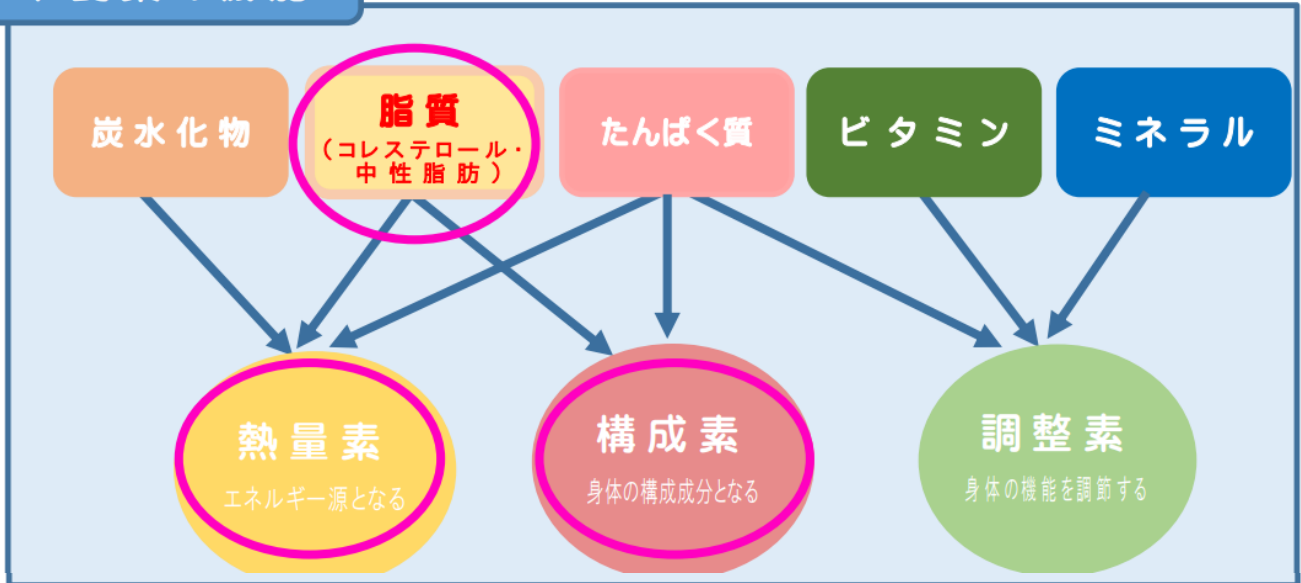 炭水化物
脂質
（コレステロール・
中性脂肪）
たんぱく質
ビタミン
ミネラル
熱量素
エネルギー源となる
構成素
身体の構成成分となる
調整素
身体の機能を調節する